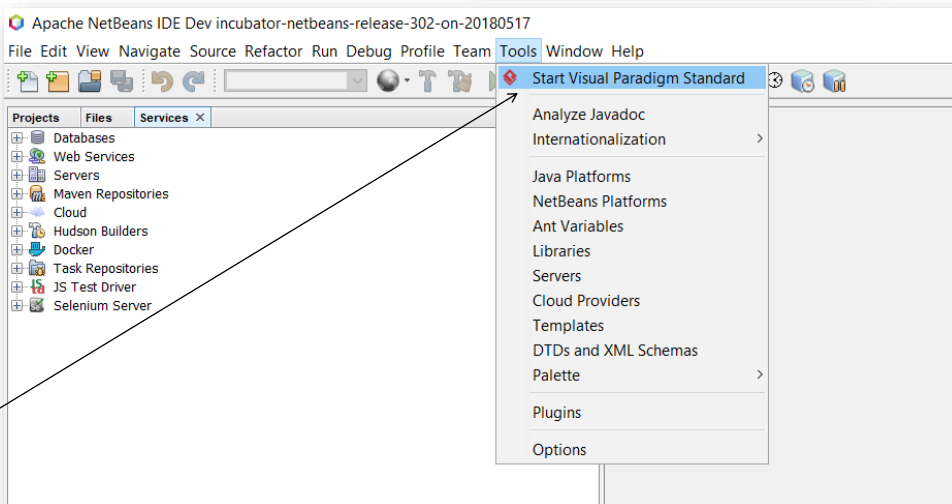 Apache NetBeans IDE Dev incubator-netbeans-release-302-on-20180517
File Edit View Navigate Source Refactor Run Debug Profile Team Tools Window Help
Start Visual Paradigm Standard
Analyze Javadoc
Internationalization
Java Platforms
NetBeans Platforms
Ant Variables
Libraries
Servers
Cloud Providers
Templates
DTDs and XML Schemas
Palette
Plugins
Options
Projects Files Services
Databases
Web Services
Servers
Maven Repositories
Cloud
Hudson Builders
Docker
Task Repositories
JS Test Driver
Selenium Server